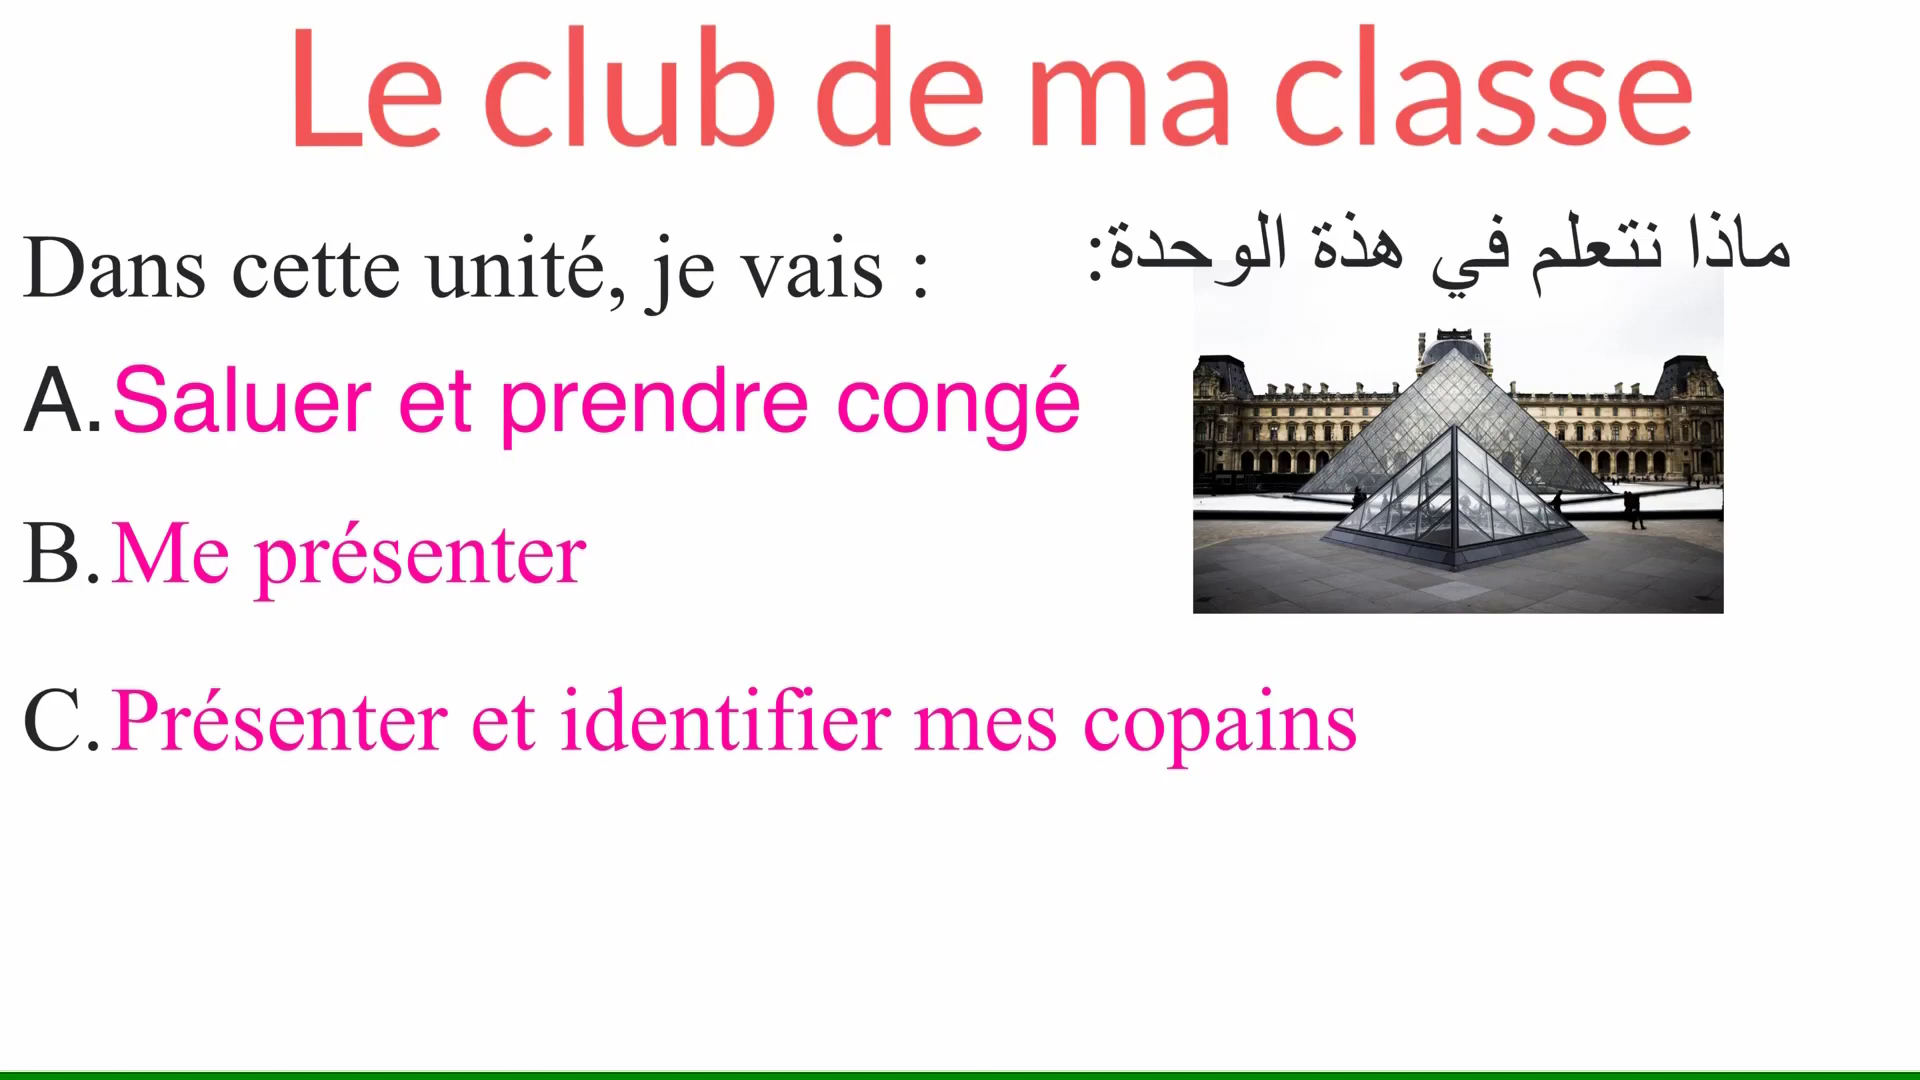 Le club de ma classe
Dans cette unité, je vais :
ماذا نتعلم في هذة الوحدة:
A. Saluer et prendre congé
B. Me présenter
C. Présenter et identifier mes copains